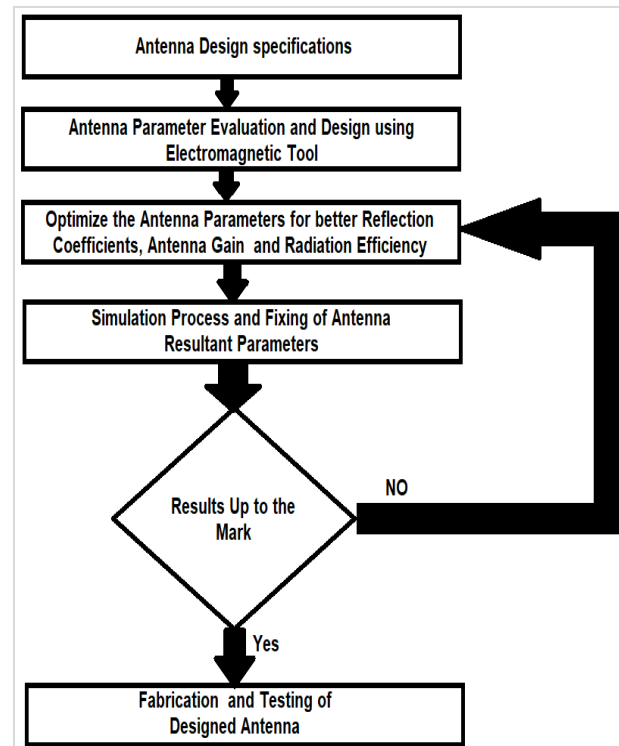 Antenna Design specifications
Antenna Parameter Evaluation and Design using
Electromagnetic Tool
Optimize the Antenna Parameters for better Reflection
Coefficients, Antenna Gain and Radiation Efficiency
Simulation Process and Fixing of Antenna
Resultant Parameters
NO
Results Up to the
Mark
Yes
Fabrication and Testing of
Designed Antenna